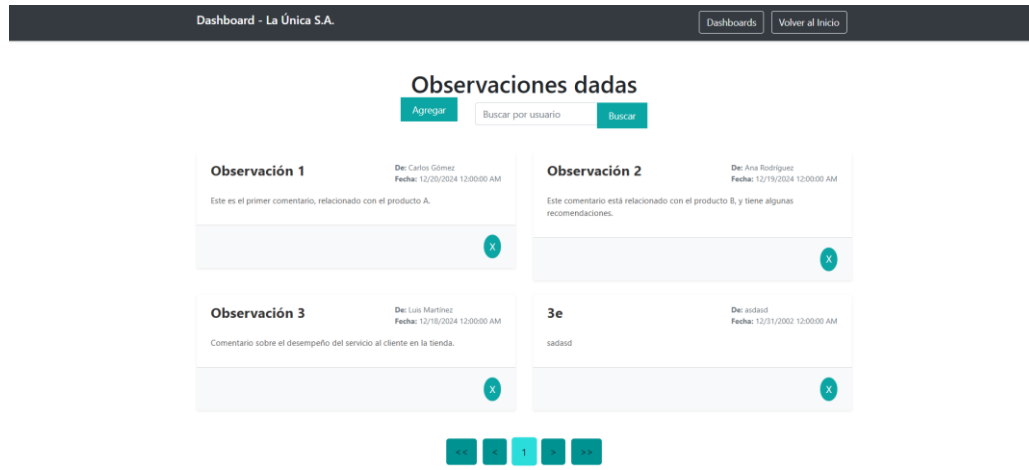 Dashboard - La Única S.A.
Dashboards
Volver al Inicio
Observaciones dadas
Agregar
Buscar por usuario
Buscar
Observación 1
De: Carlos Gómez
Fecha: 12/20/2024 12:00:00 AM
Este es el primer comentario, relacionado con el producto A.
X
Observación 2
De: Ana Rodríguez
Fecha: 12/19/2024 12:00:00 AM
Este comentario está relacionado con el producto B, y tiene algunas
recomendaciones.
X
Observación 3
De: Luis Martínez
Fecha: 12/18/2024 12:00:00 AM
Comentario sobre el desempeño del servicio al cliente en la tienda.
X
3e
De: asdasd
Fecha: 12/31/2002 12:00:00 AM
sadasd
X
<< < 1 > >>